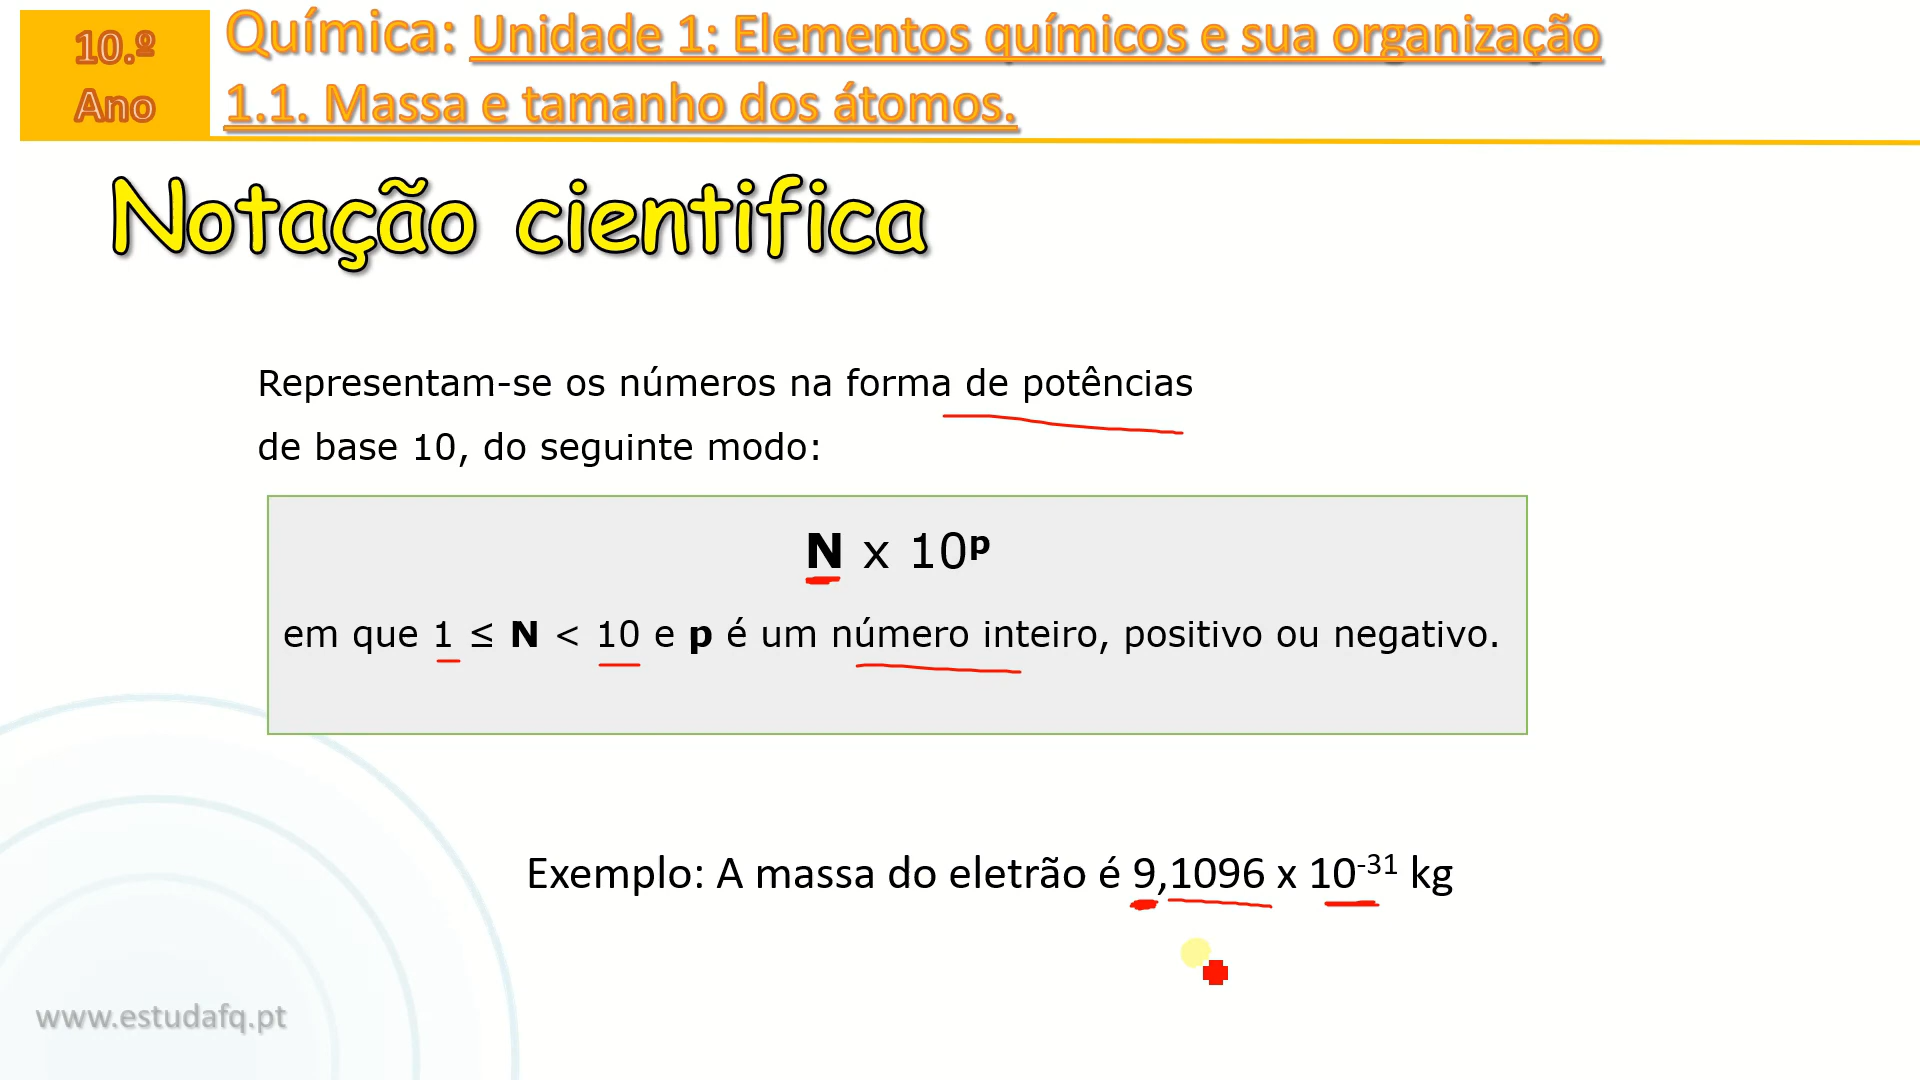 10.º
Ano
Química: Unidade 1: Elementos químicos e sua organização
1.1. Massa e tamanho dos átomos.
Notação cientifica
Representam-se os números na forma de potências
de base 10, do seguinte modo:
N x 10ᵖ
em que 1 ≤ N < 10 e p é um número inteiro, positivo ou negativo.
Exemplo: A massa do eletrão é 9,1096 x 10⁻³¹ kg
www.estudafq.pt